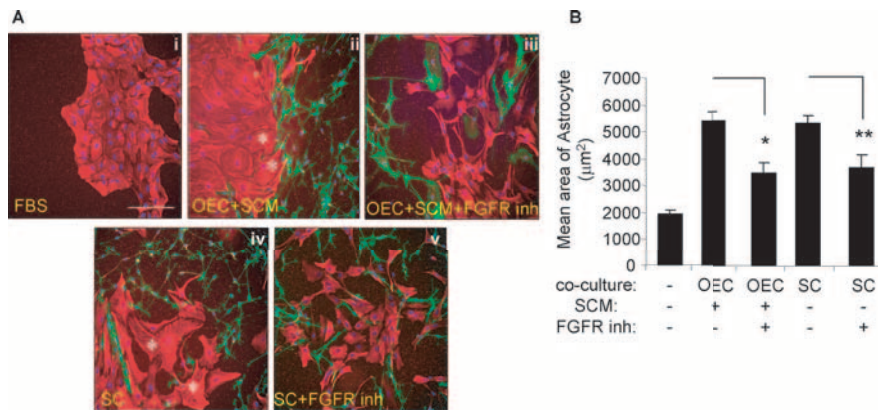 A
B
i
ii
iii
FBS
OEC+SCM
OEC+SCM+FGFR inh
iv
v
SC
SC+FGFR inh
Mean area of Astrocyte
(μm²)
7000
6000
5000
4000
3000
2000
1000
0
*
**
co-culture: - OEC OEC SC SC
SCM: - + + - -
FGFR inh: - - + - +